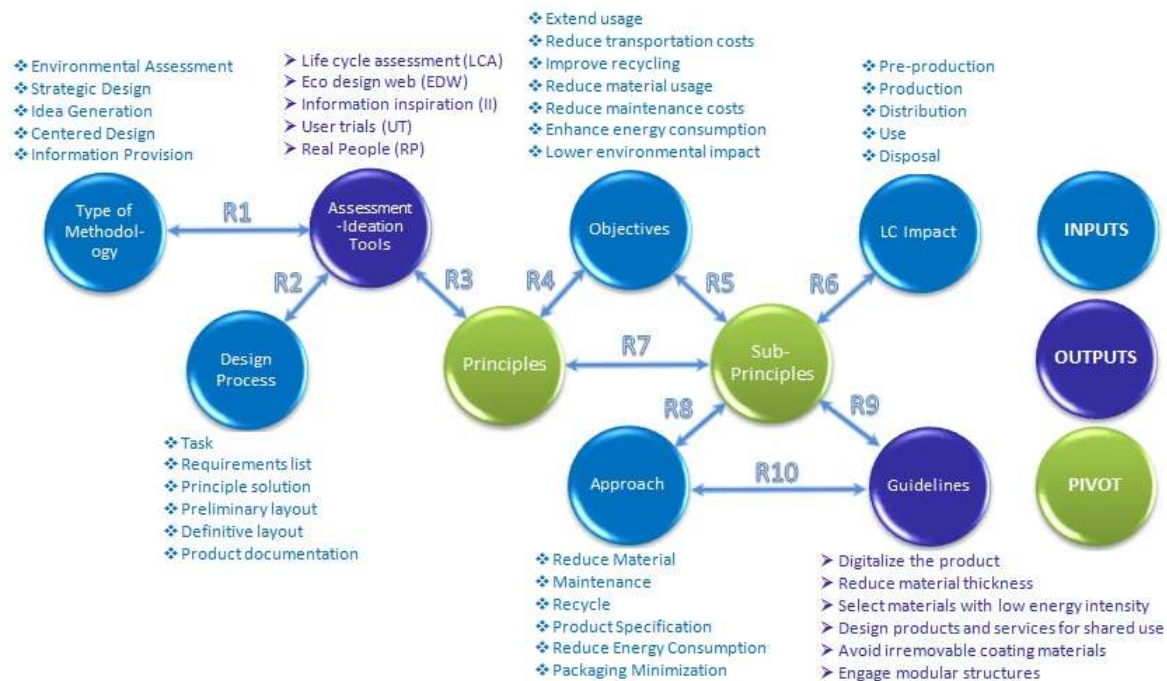 ❖ Extend usage
❖ Reduce transportation costs
❖ Improve recycling
❖ Reduce material usage
❖ Reduce maintenance costs
❖ Enhance energy consumption
❖ Lower environmental impact
➢ Life cycle assessment (LCA)
➢ Eco design web (EDW)
➢ Information inspiration (II)
➢ User trials (UT)
➢ Real People (RP)
❖ Environmental Assessment
❖ Strategic Design
❖ Idea Generation
❖ Centered Design
❖ Information Provision
❖ Pre-production
❖ Production
❖ Distribution
❖ Use
❖ Disposal
Type of
Methodol-
ogy
R1
Assessment
-Ideation
Tools
Objectives
LC Impact
INPUTS
R2
R3
R4
R5
R6
Design
Process
Principles
R7
Sub-
Principles
OUTPUTS
R8
R9
❖ Task
❖ Requirements list
❖ Principle solution
❖ Preliminary layout
❖ Definitive layout
❖ Product documentation
Approach
R10
Guidelines
PIVOT
❖ Reduce Material
❖ Maintenance
❖ Recycle
❖ Product Specification
❖ Reduce Energy Consumption
❖ Packaging Minimization
➢ Digitalize the product
➢ Reduce material thickness
➢ Select materials with low energy intensity
➢ Design products and services for shared use
➢ Avoid irremovable coating materials
➢ Engage modular structures